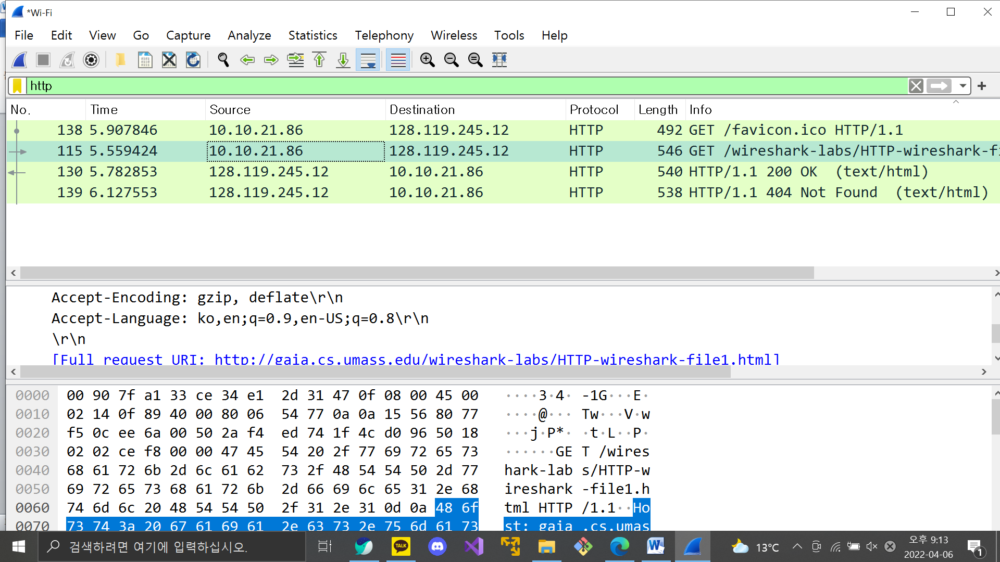 *Wi-Fi
File Edit View Go Capture Analyze Statistics Telephony Wireless Tools Help
http
No. Time Source Destination Protocol Length Info
138 5.907846 10.10.21.86 128.119.245.12 HTTP 492 GET /favicon.ico HTTP/1.1
115 5.559424 10.10.21.86 128.119.245.12 HTTP 546 GET /wireshark-labs/HTTP-wireshark-fi
130 5.782853 128.119.245.12 10.10.21.86 HTTP 540 HTTP/1.1 200 OK  (text/html)
139 6.127553 128.119.245.12 10.10.21.86 HTTP 538 HTTP/1.1 404 Not Found  (text/html)
Accept-Encoding: gzip, deflate\r\n
Accept-Language: ko,en;q=0.9,en-US;q=0.8\r\n
\r\n
[Full request URI: http://gaia.cs.umass.edu/wireshark-labs/HTTP-wireshark-file1.html]
0000 00 90 7f a1 33 ce 34 e1 2d 31 47 0f 08 00 45 00 ····3·4· -1G···E·
0010 02 14 0f 89 40 00 80 06 54 77 0a 0a 15 56 80 77 ····@··· Tw···V·w
0020 f5 0c ee 6a 00 50 2a f4 ed 74 1f 4c d0 96 50 18 ···j·P*· ·t·L··P·
0030 02 02 ce f8 00 00 47 45 54 20 2f 77 69 72 65 73 ······GE T /wires
0040 68 61 72 6b 2d 6c 61 62 73 2f 48 54 54 50 2d 77 hark-lab s/HTTP-w
0050 69 72 65 73 68 61 72 6b 2d 66 69 6c 65 31 2e 68 ireshark -file1.h
0060 74 6d 6c 20 48 54 54 50 2f 31 2e 31 0d 0a 48 6f tml HTTP /1.1··Ho
0070 73 74 3a 20 67 61 69 61 2e 63 73 2e 75 6d 61 73 st: gaia .cs.umas
검색하려면 여기에 입력하십시오.
TALK
13°C
오후 9:13
2022-04-06
1